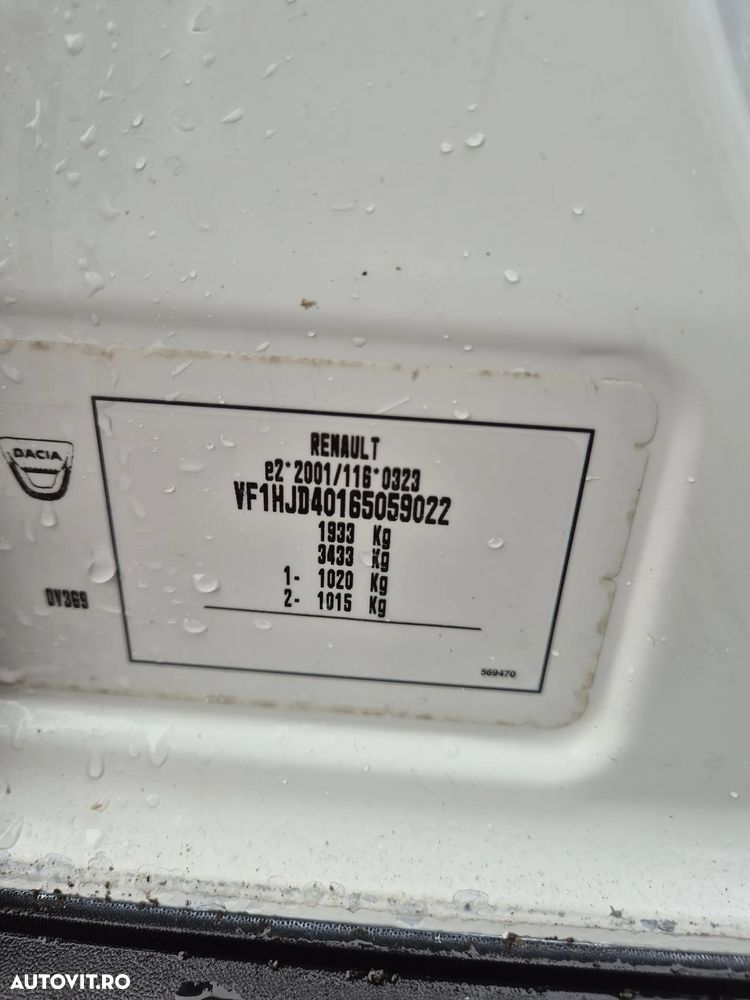 RENAULT
e2*2001/116*0323
VF1HJD40165059022
1933 Kg
3433 Kg
1- 1020 Kg
2- 1015 Kg
DACIA
DV369
569470
AUTOVIT.RO